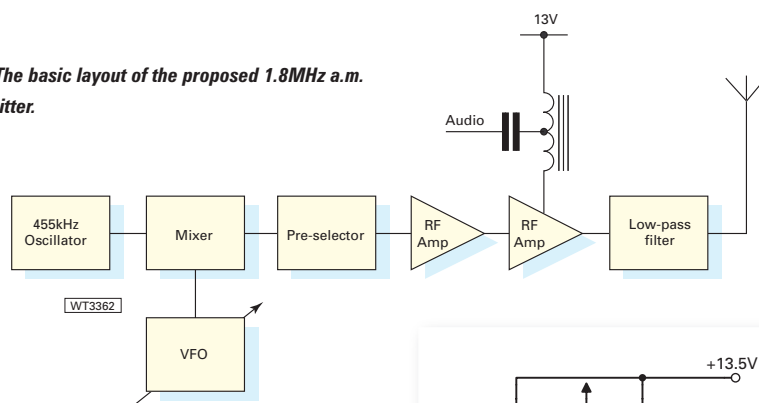 The basic layout of the proposed 1.8MHz a.m.
itter.
13V
Audio
455kHz
Oscillator
Mixer
Pre-selector
RF
Amp
RF
Amp
Low-pass
filter
WT3362
VFO
+13.5V